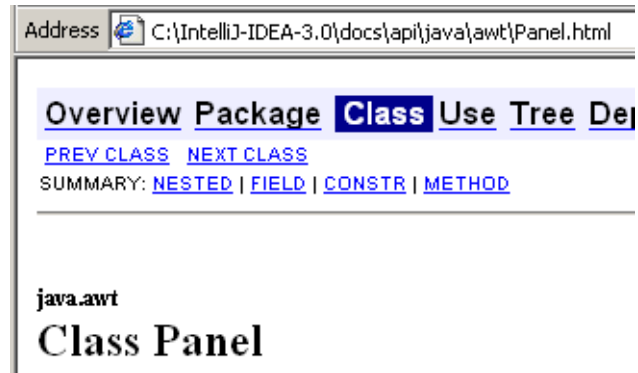 Address C:\IntelliJ-IDEA-3.0\docs\api\java\awt\Panel.html
Overview Package Class Use Tree
PREV CLASS NEXT CLASS
SUMMARY: NESTED | FIELD | CONSTR | METHOD
java.awt
Class Panel